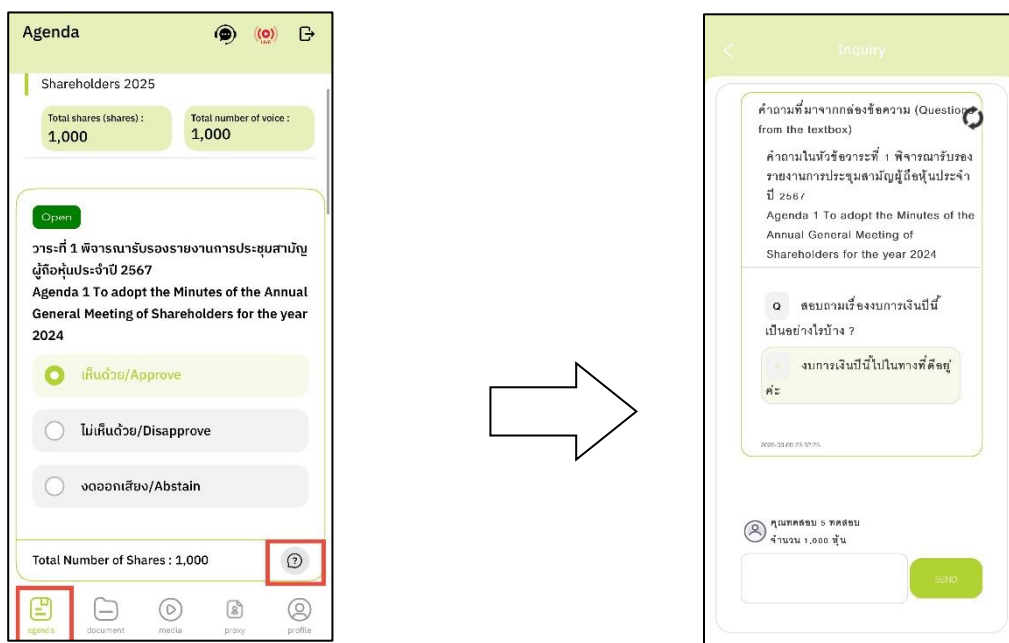 Agenda
Shareholders 2025
Total shares (shares) :
1,000
Total number of voice :
1,000
Open
วาระที่ 1 พิจารณารับรองรายงานการประชุมสามัญ
ผู้ถือหุ้นประจำปี 2567
Agenda 1 To adopt the Minutes of the Annual
General Meeting of Shareholders for the year
2024
เห็นด้วย/Approve
ไม่เห็นด้วย/Disapprove
งดออกเสียง/Abstain
Total Number of Shares : 1,000
agenda
document
media
proxy
profile
Inquiry
คำถามที่มาจากกล่องข้อความ (Question
from the textbox)
คำถามในหัวข้อวาระที่ 1 พิจารณารับรอง
รายงานการประชุมสามัญผู้ถือหุ้นประจำ
ปี 2567
Agenda 1 To adopt the Minutes of the
Annual General Meeting of
Shareholders for the year 2024
Q สอบถามเรื่องงบการเงินปีนี้
เป็นอย่างไรบ้าง ?
งบการเงินปีนี้ไปในทางที่ดีอยู่
ค่ะ
คุณทดสอบ 5 ทดสอบ
จำนวน 1,000 หุ้น
SEND